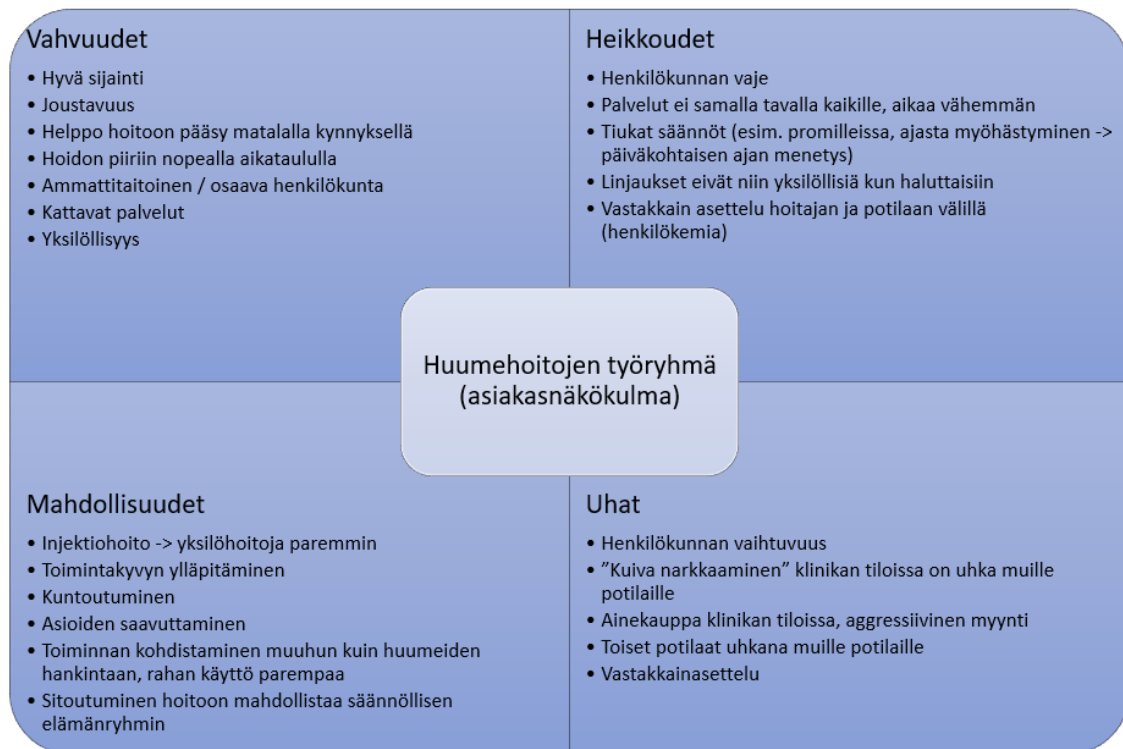 Vahvuudet
• Hyvä sijainti
• Joustavuus
• Helppo hoitoon pääsy matalalla kynnyksellä
• Hoidon piiriin nopealla aikataululla
• Ammattitaitoinen / osaava henkilökunta
• Kattavat palvelut
• Yksilöllisyys
Heikkoudet
• Henkilökunnan vaje
• Palvelut ei samalla tavalla kaikille, aikaa vähemmän
• Tiukat säännöt (esim. promilleissa, ajasta myöhästyminen ->
päiväkohtaisen ajan menetys)
• Linjaukset eivät niin yksilöllisiä kun haluttaisiin
• Vastakkain asettelu hoitajan ja potilaan välillä
(henkilökemia)
Huumehoitojen työryhmä
(asiakasnäkökulma)
Mahdollisuudet
• Injektiohoito -> yksilöhoitoja paremmin
• Toimintakyvyn ylläpitäminen
• Kuntoutuminen
• Asioiden saavuttaminen
• Toiminnan kohdistaminen muuhun kuin huumeiden
hankintaan, rahan käyttö parempaa
• Sitoutuminen hoitoon mahdollistaa säännöllisen
elämänryhmin
Uhat
• Henkilökunnan vaihtuvuus
• ”Kuiva narkkaaminen” klinikan tiloissa on uhka muille
potilaille
• Ainekauppa klinikan tiloissa, aggressiivinen myynti
• Toiset potilaat uhkana muille potilaille
• Vastakkainasettelu